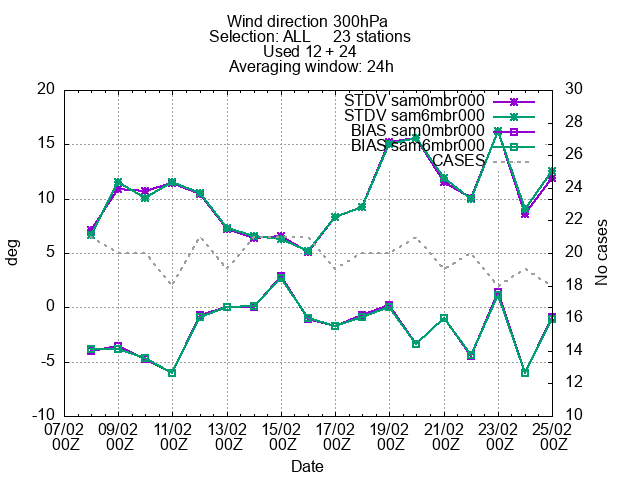 Wind direction 300hPa
Selection: ALL 23 stations
Used 12 + 24
Averaging window: 24h
STDV sam0mbr000
STDV sam6mbr000
BIAS sam0mbr000
BIAS sam6mbr000
CASES
deg
20
15
10
5
0
-5
-10
No cases
30
28
26
24
22
20
18
16
14
12
10
07/02 09/02 11/02 13/02 15/02 17/02 19/02 21/02 23/02 25/02
00Z 00Z 00Z 00Z 00Z 00Z 00Z 00Z 00Z 00Z
Date